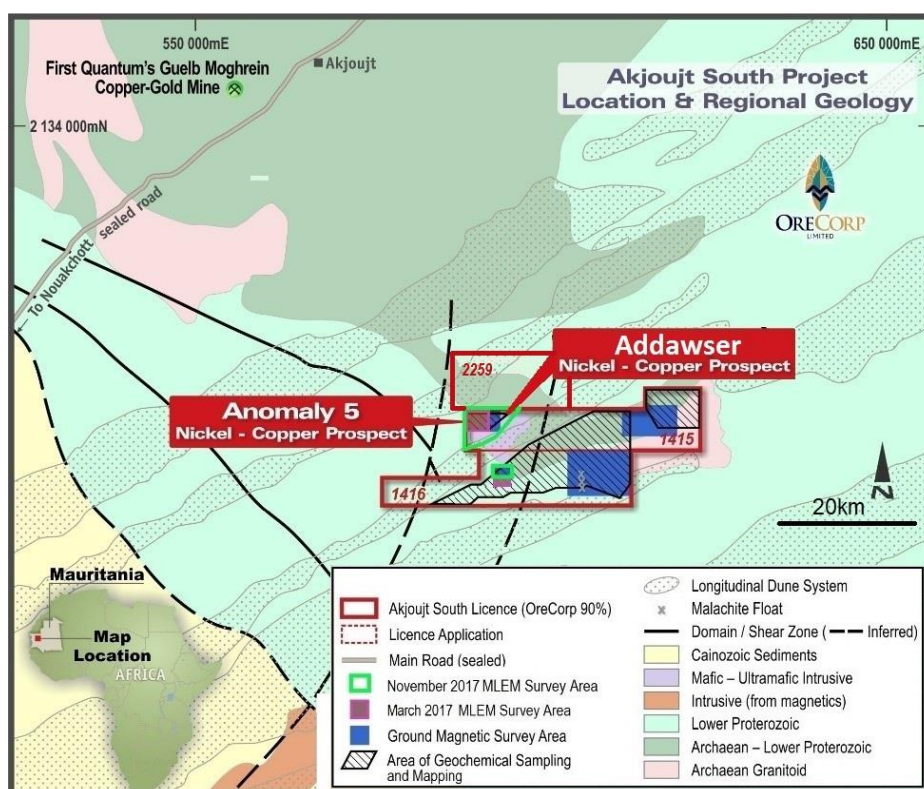 550 000mE
650 000mE
First Quantum's Guelb Moghrein
Copper-Gold Mine
Akjoujt
Akjoujt South Project
Location & Regional Geology
2 134 000mN
ORECORP
LIMITED
To Nouakchott sealed road
2259
Addawser
Nickel - Copper Prospect
Anomaly 5
Nickel - Copper Prospect
1415
1416
N
20km
Mauritania
Map
Location
AFRICA
Akjoujt South Licence (OreCorp 90%)
Licence Application
Main Road (sealed)
November 2017 MLEM Survey Area
March 2017 MLEM Survey Area
Ground Magnetic Survey Area
Area of Geochemical Sampling
and Mapping
Longitudinal Dune System
Malachite Float
Domain / Shear Zone ( Inferred)
Cainozoic Sediments
Mafic – Ultramafic Intrusive
Intrusive (from magnetics)
Lower Proterozoic
Archaean – Lower Proterozoic
Archaean Granitoid